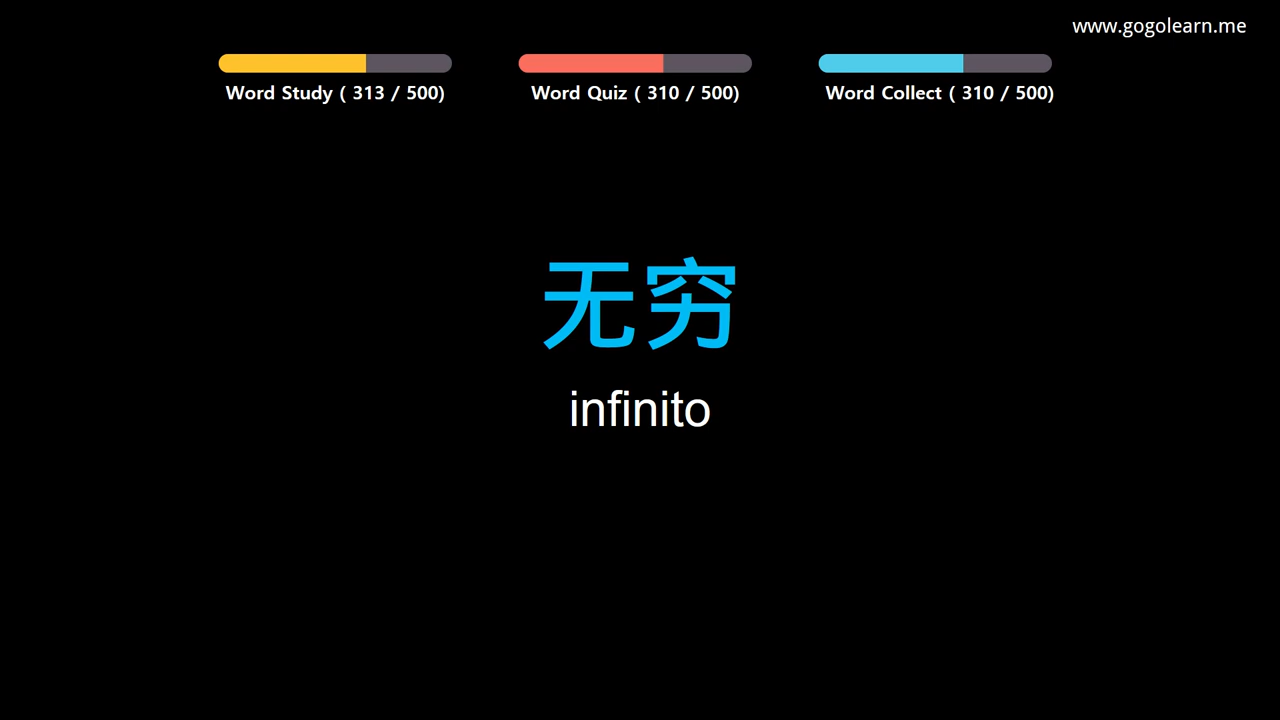 www.gogolearn.me
Word Study ( 313 / 500)
Word Quiz ( 310 / 500)
Word Collect ( 310 / 500)
无穷
infinito